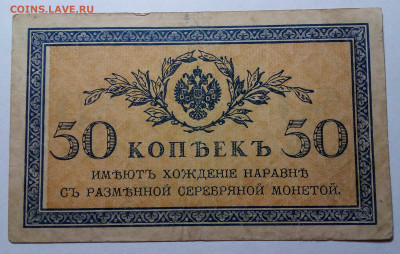 COINS.LAVE.RU
50 КОПѢЕКЪ 50
ИМѢЮТЪ ХОЖДЕНІЕ НАРАВНѢ
СЪ РАЗМѢННОЙ СЕРЕБРЯНОЙ МОНЕТОЙ.